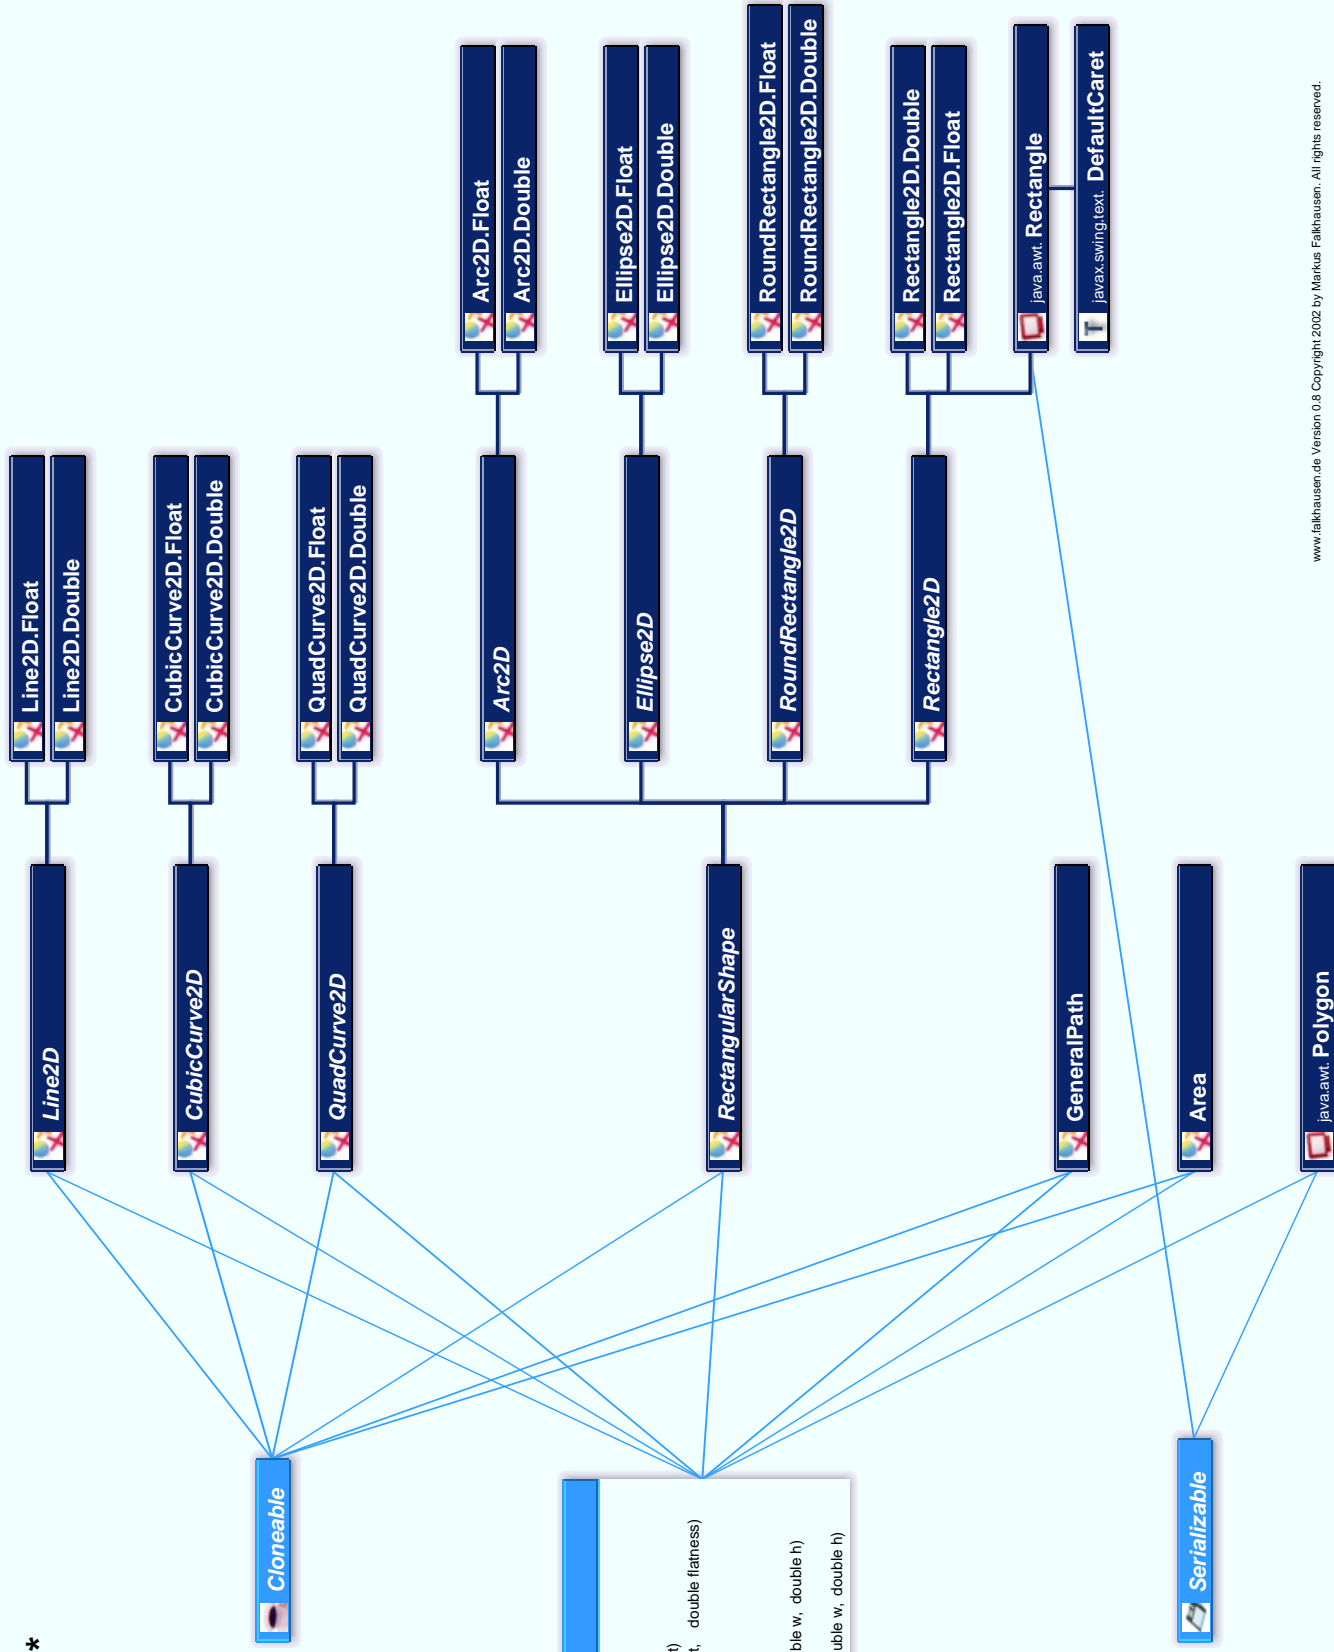 *
Cloneable
t)
t, double flatness)
ble w, double h)
uble w, double h)
Serializable
Line2D
CubicCurve2D
QuadCurve2D
RectangularShape
GeneralPath
Area
java.awt. Polygon
Line2D.Float
Line2D.Double
CubicCurve2D.Float
CubicCurve2D.Double
QuadCurve2D.Float
QuadCurve2D.Double
Arc2D
Ellipse2D
RoundRectangle2D
Rectangle2D
Arc2D.Float
Arc2D.Double
Ellipse2D.Float
Ellipse2D.Double
RoundRectangle2D.Float
RoundRectangle2D.Double
Rectangle2D.Double
Rectangle2D.Float
java.awt. Rectangle
javax.swing.text. DefaultCaret
www.falkhausen.de Version 0.8 Copyright 2002 by Markus Falkhausen. All rights reserved.